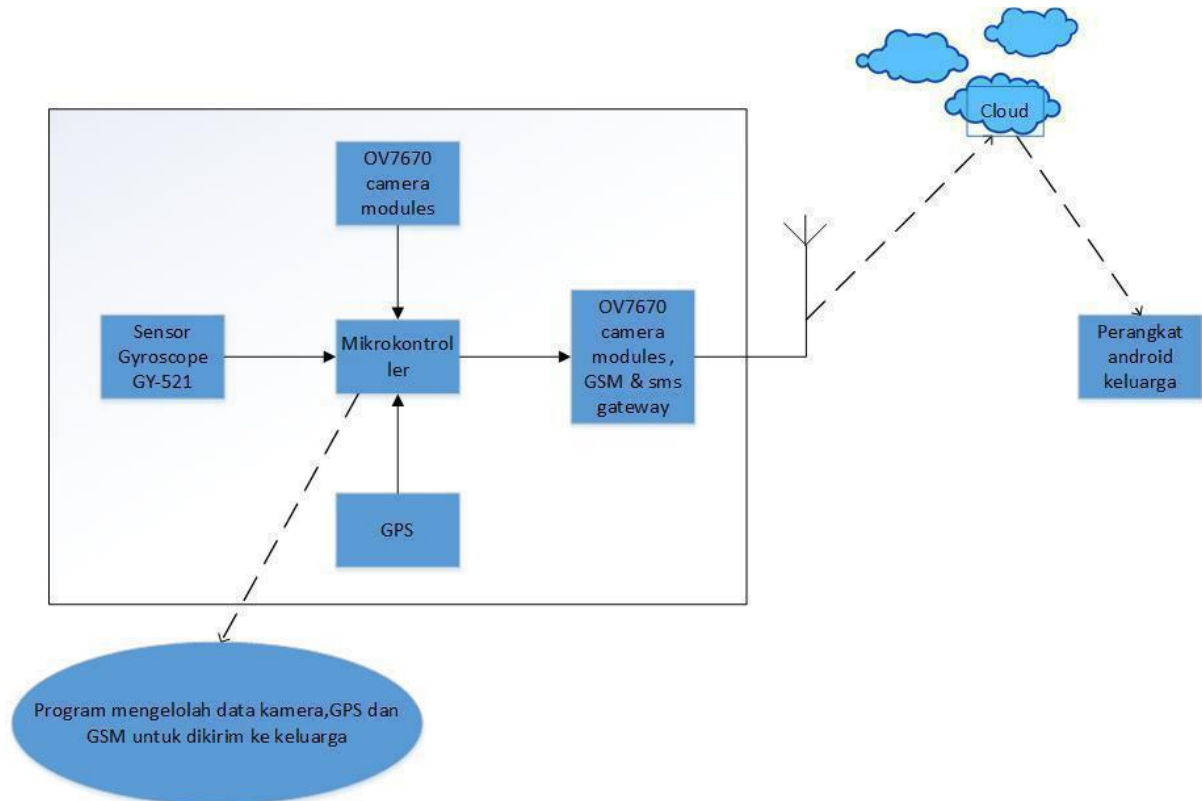 Cloud
OV7670
camera
modules
OV7670
camera
modules ,
GSM & sms
gateway
Sensor
Gyroscope
GY-521
Mikrokontrol
ler
Perangkat
android
keluarga
GPS
Program mengelolah data kamera,GPS dan
GSM untuk dikirim ke keluarga